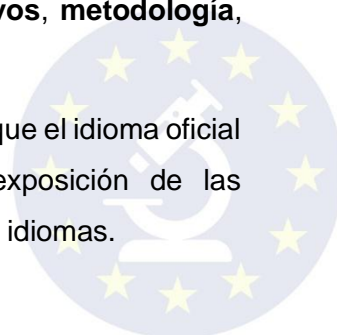 vos, metodología,
que el idioma oficial
exposición de las
idiomas.